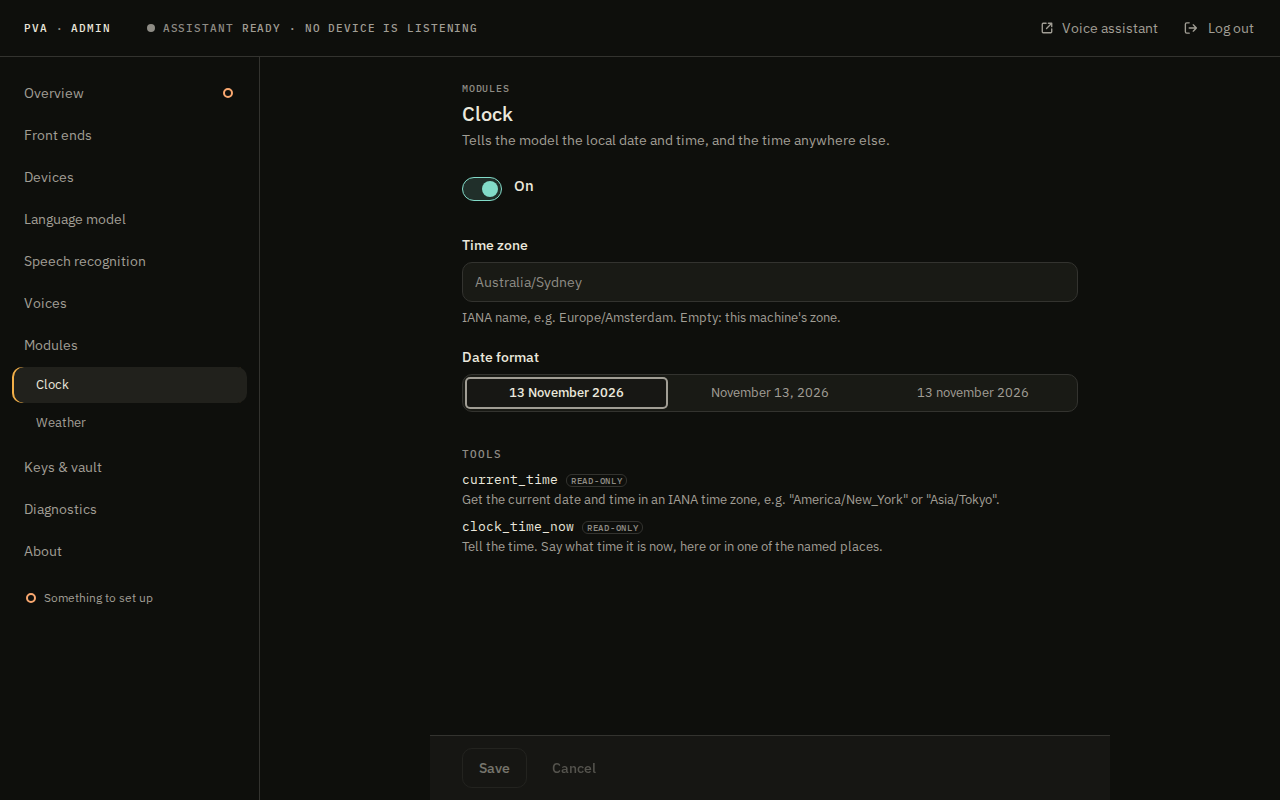 PVA · ADMIN
ASSISTANT READY · NO DEVICE IS LISTENING
Voice assistant
Log out
Overview
Front ends
Devices
Language model
Speech recognition
Voices
Modules
Clock
Weather
Keys & vault
Diagnostics
About
Something to set up
MODULES
Clock
Tells the model the local date and time, and the time anywhere else.
On
Time zone
Australia/Sydney
IANA name, e.g. Europe/Amsterdam. Empty: this machine's zone.
Date format
13 November 2026
November 13, 2026
13 november 2026
TOOLS
current_time READ-ONLY
Get the current date and time in an IANA time zone, e.g. "America/New_York" or "Asia/Tokyo".
clock_time_now READ-ONLY
Tell the time. Say what time it is now, here or in one of the named places.
Save
Cancel